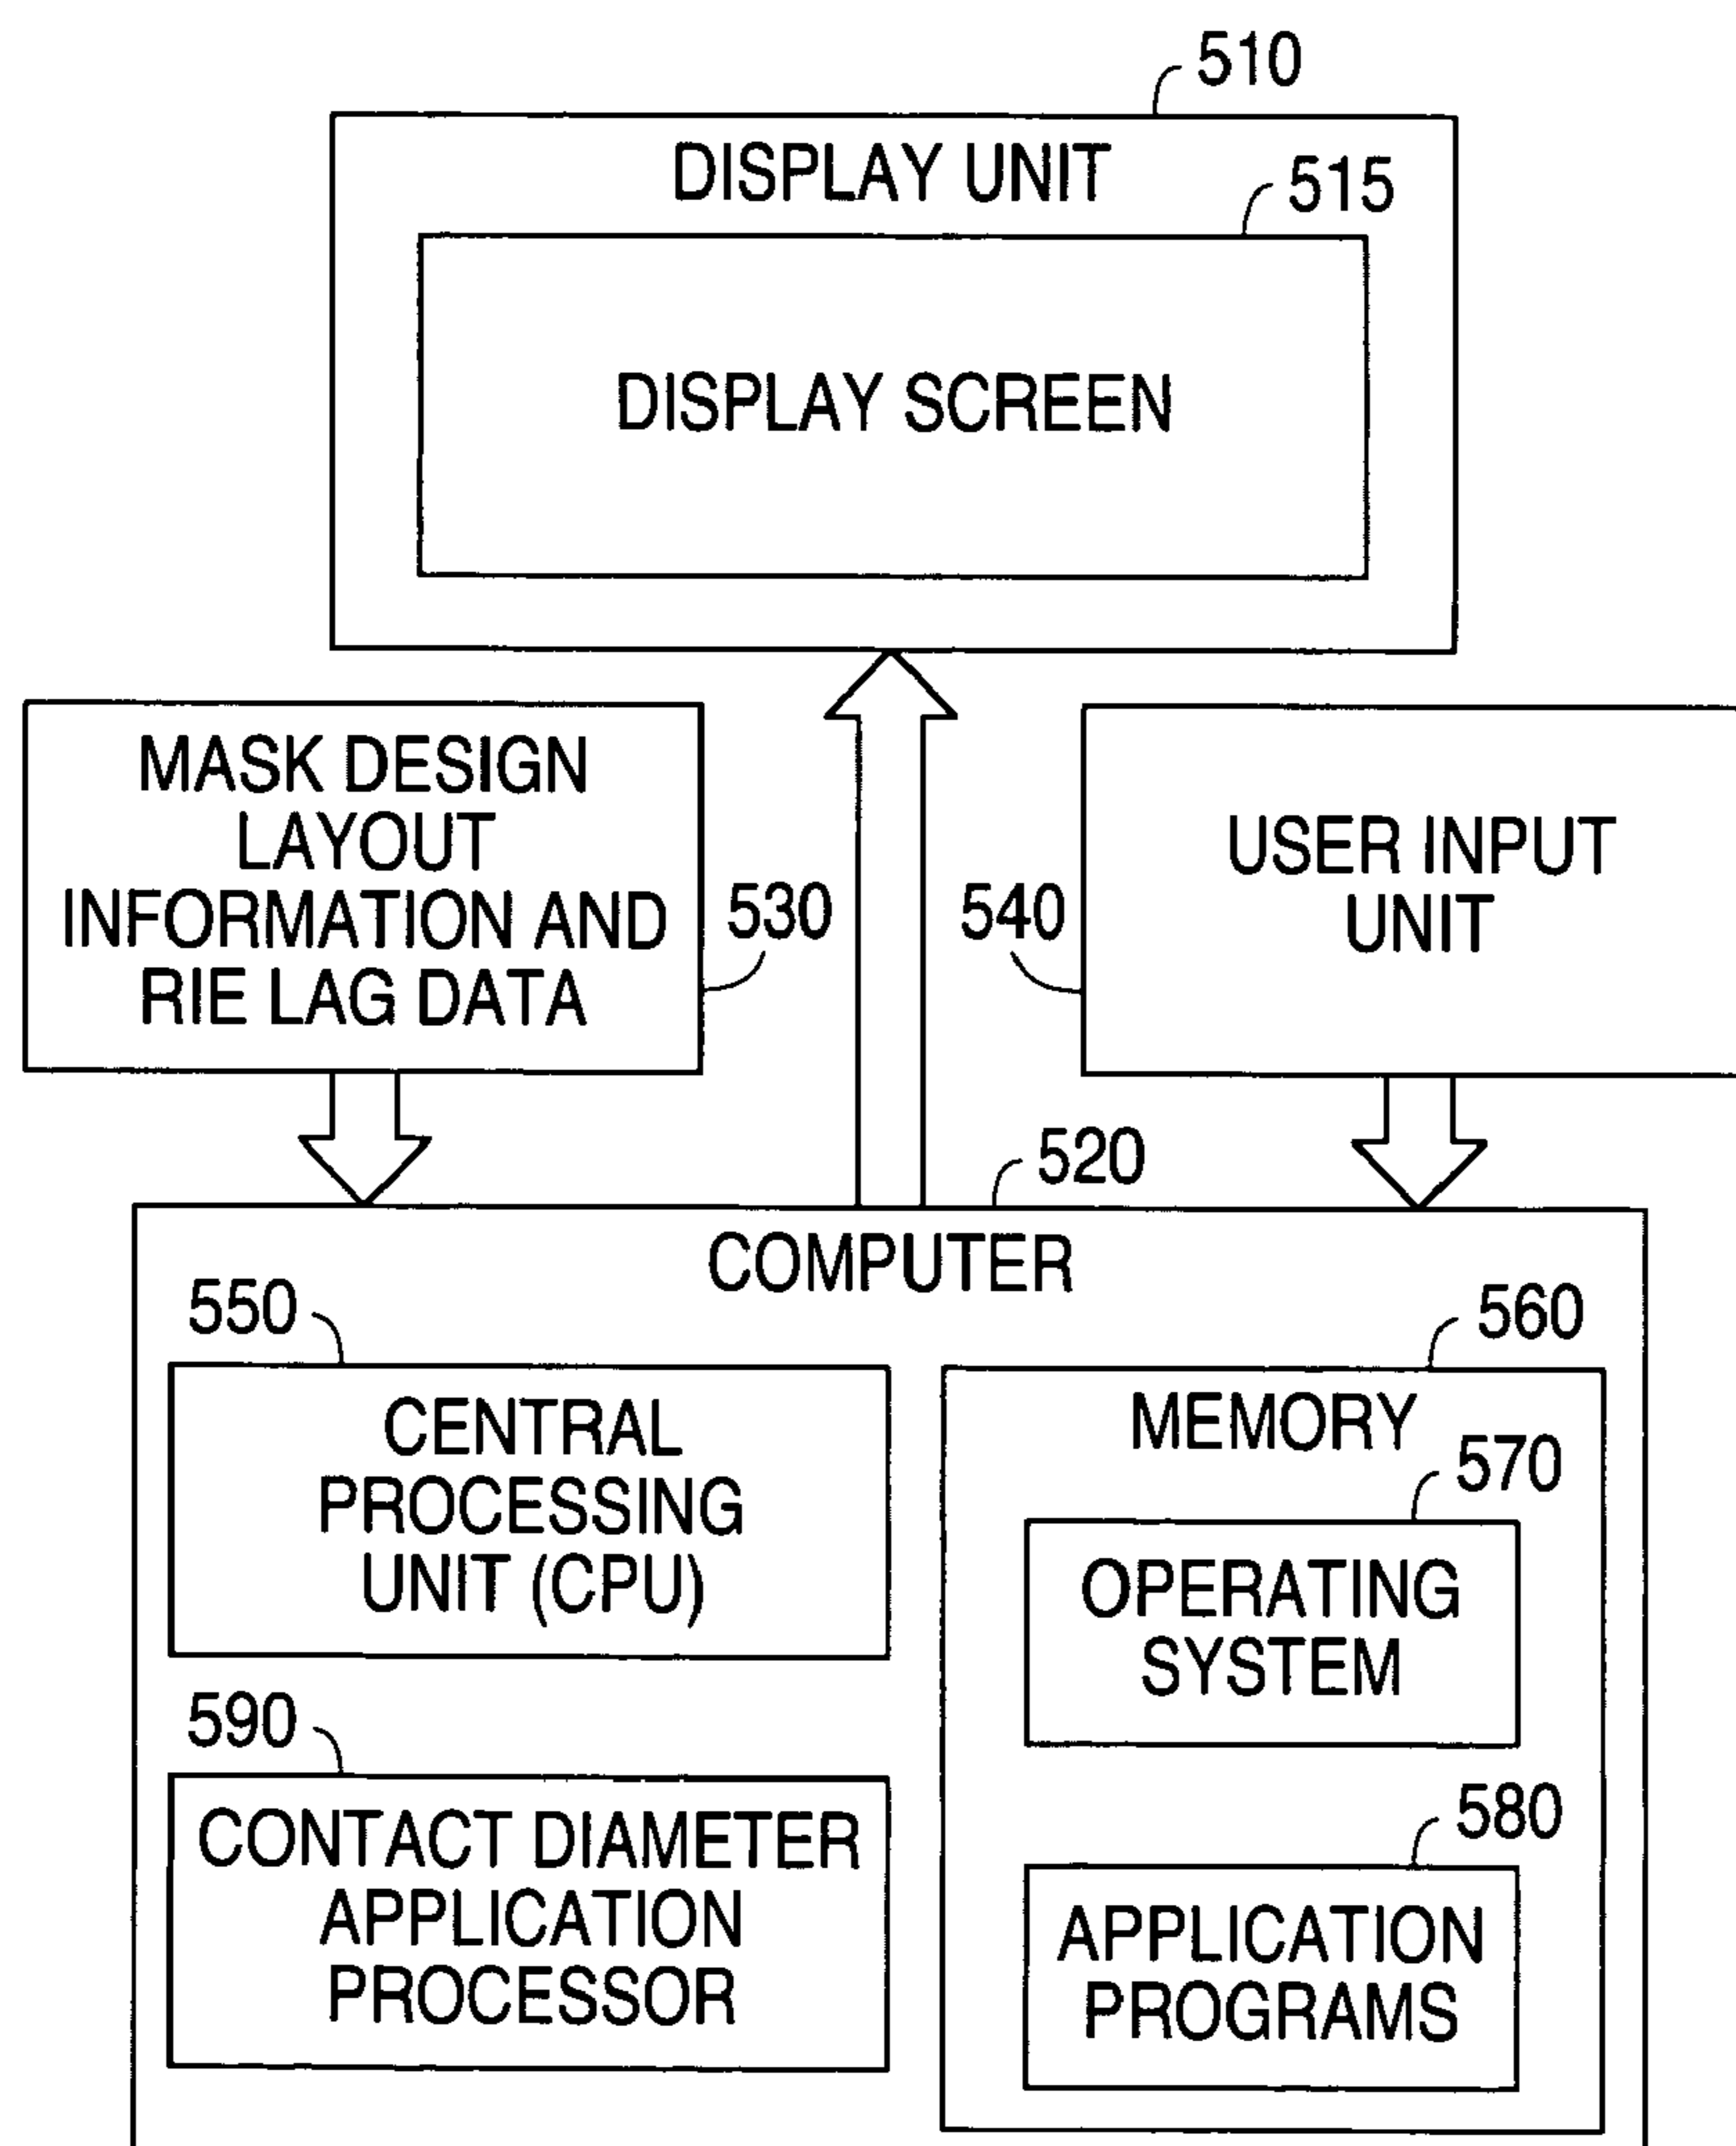 510
DISPLAY UNIT
515
DISPLAY SCREEN
MASK DESIGN
LAYOUT
INFORMATION AND
RIE LAG DATA
530
540
USER INPUT
UNIT
520
COMPUTER
550
CENTRAL
PROCESSING
UNIT (CPU)
560
MEMORY
570
OPERATING
SYSTEM
590
CONTACT DIAMETER
APPLICATION
PROCESSOR
580
APPLICATION
PROGRAMS